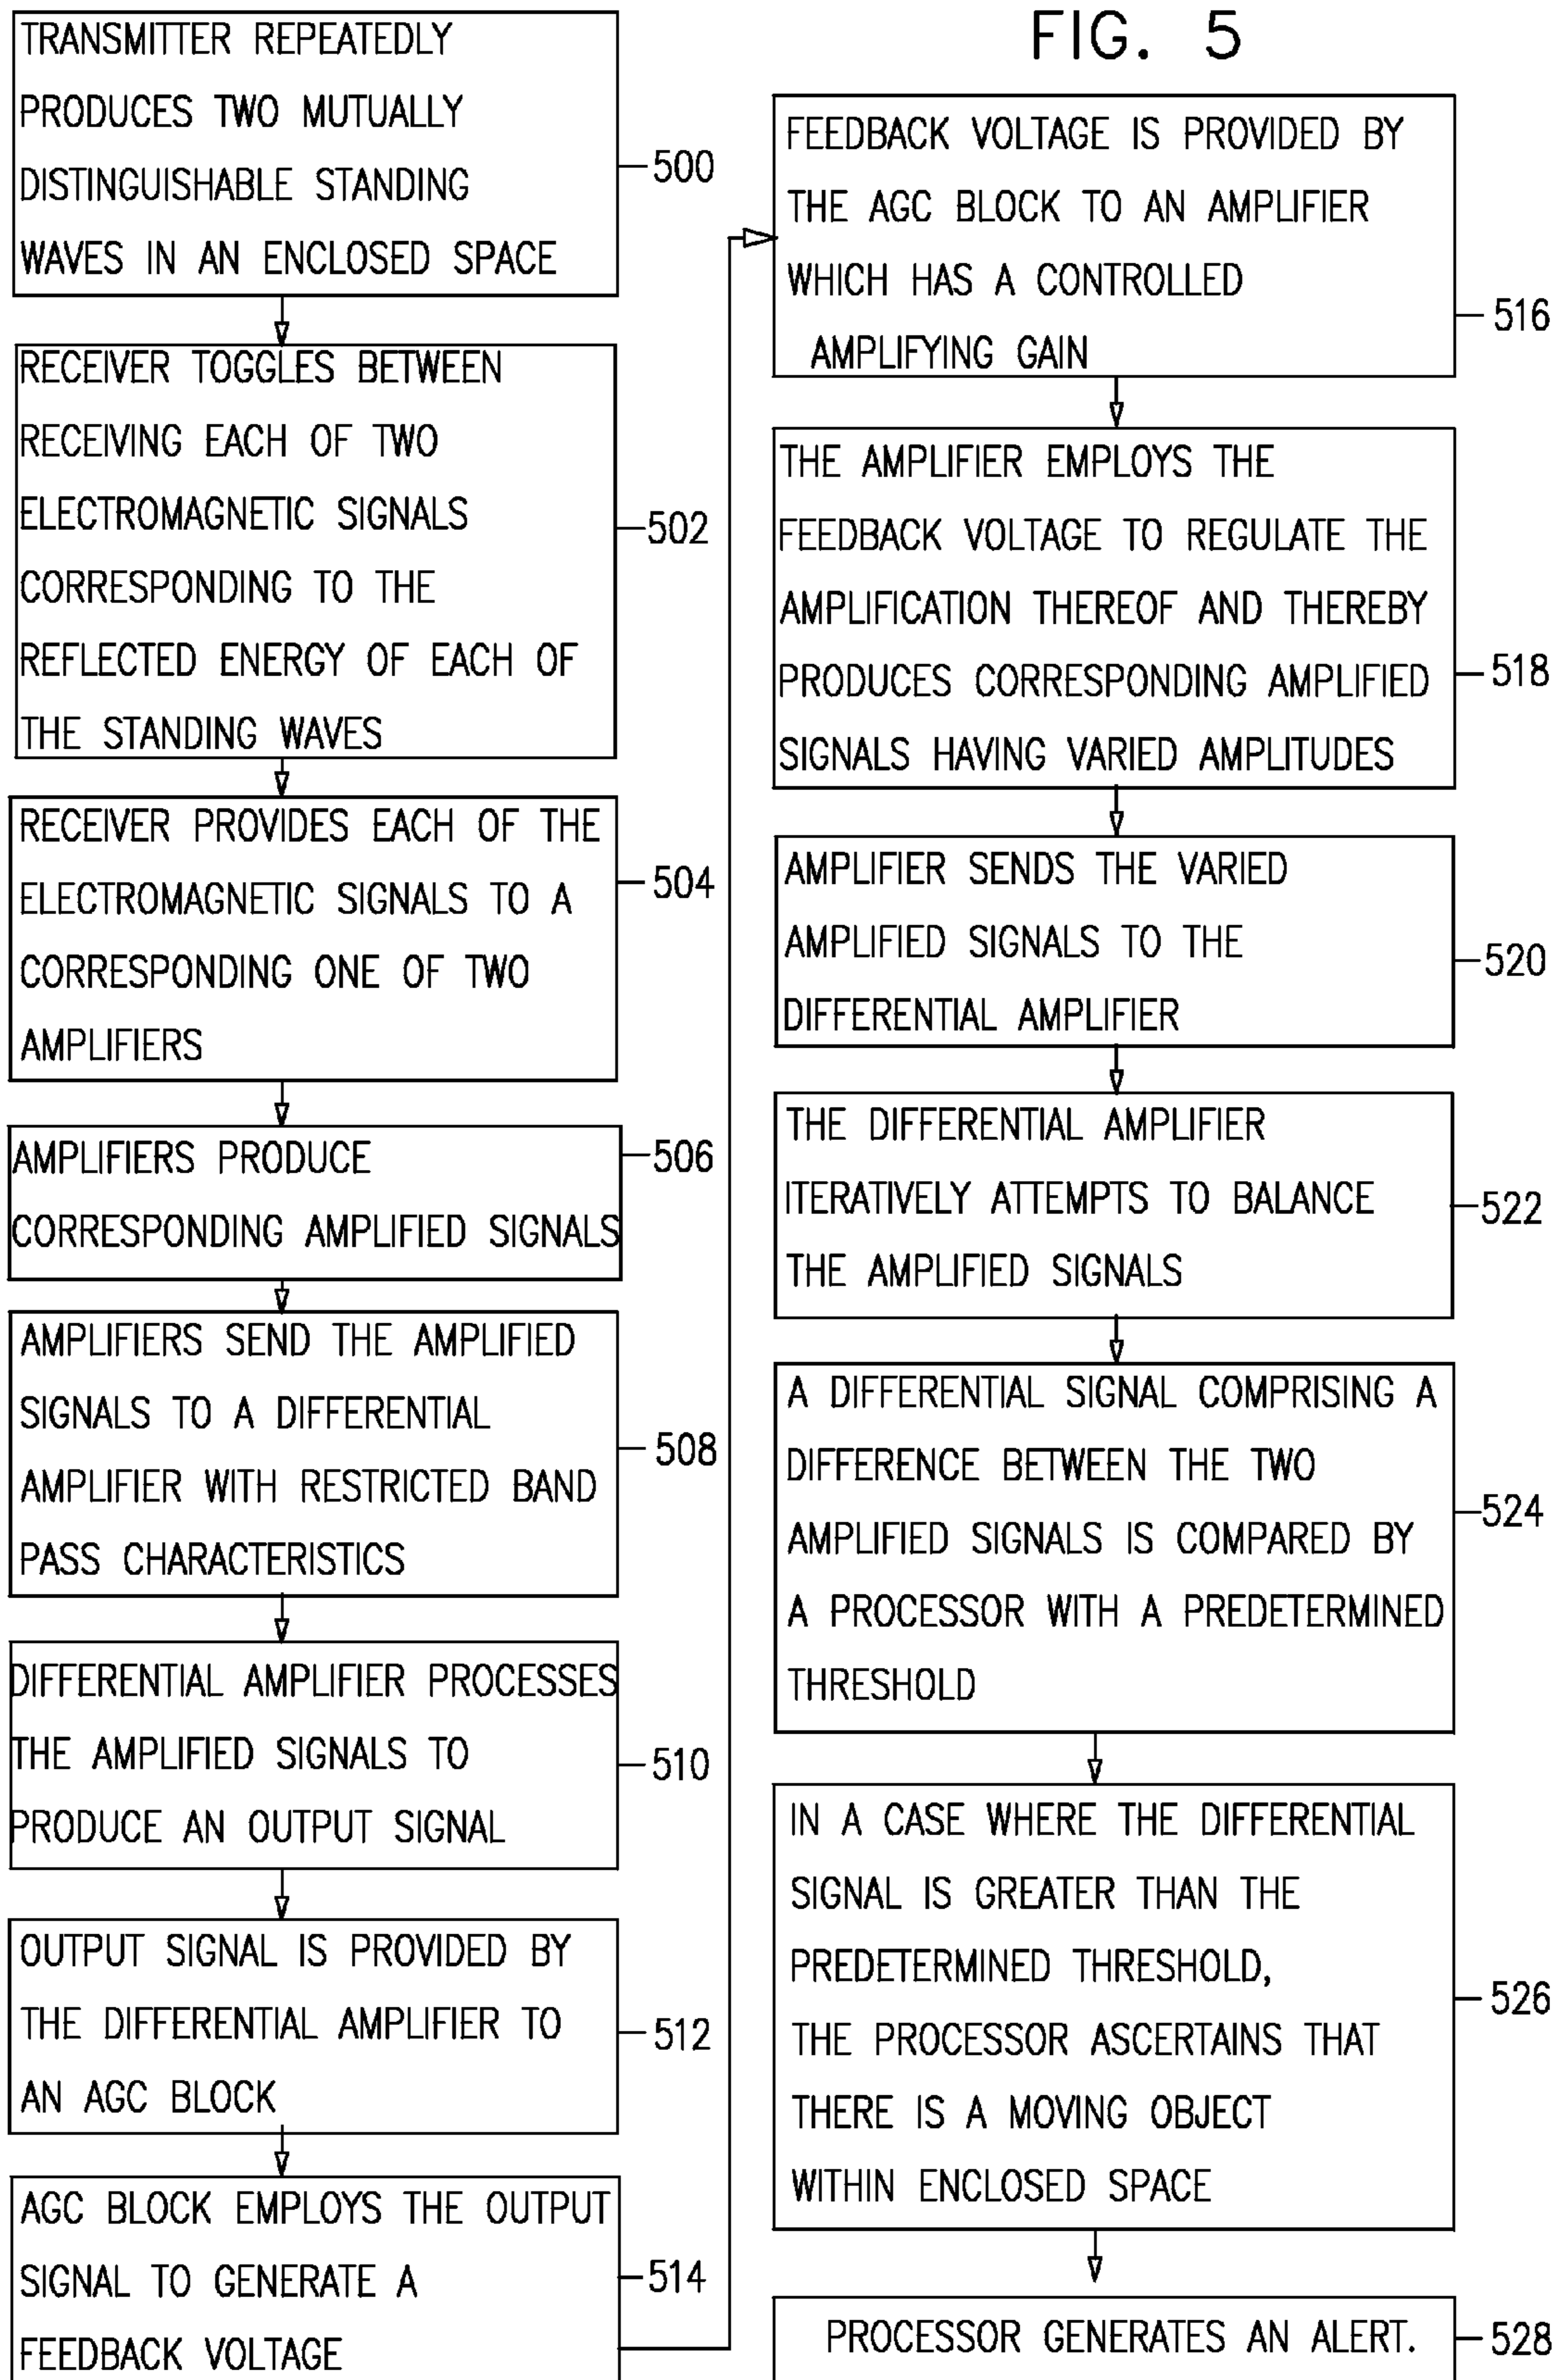 FIG. 5
TRANSMITTER REPEATEDLY
PRODUCES TWO MUTUALLY
DISTINGUISHABLE STANDING
WAVES IN AN ENCLOSED SPACE
500
RECEIVER TOGGLES BETWEEN
RECEIVING EACH OF TWO
ELECTROMAGNETIC SIGNALS
CORRESPONDING TO THE
REFLECTED ENERGY OF EACH OF
THE STANDING WAVES
502
RECEIVER PROVIDES EACH OF THE
ELECTROMAGNETIC SIGNALS TO A
CORRESPONDING ONE OF TWO
AMPLIFIERS
504
AMPLIFIERS PRODUCE
CORRESPONDING AMPLIFIED SIGNALS
506
AMPLIFIERS SEND THE AMPLIFIED
SIGNALS TO A DIFFERENTIAL
AMPLIFIER WITH RESTRICTED BAND
PASS CHARACTERISTICS
508
DIFFERENTIAL AMPLIFIER PROCESSES
THE AMPLIFIED SIGNALS TO
PRODUCE AN OUTPUT SIGNAL
510
OUTPUT SIGNAL IS PROVIDED BY
THE DIFFERENTIAL AMPLIFIER TO
AN AGC BLOCK
512
AGC BLOCK EMPLOYS THE OUTPUT
SIGNAL TO GENERATE A
FEEDBACK VOLTAGE
514
FEEDBACK VOLTAGE IS PROVIDED BY
THE AGC BLOCK TO AN AMPLIFIER
WHICH HAS A CONTROLLED
AMPLIFYING GAIN
516
THE AMPLIFIER EMPLOYS THE
FEEDBACK VOLTAGE TO REGULATE THE
AMPLIFICATION THEREOF AND THEREBY
PRODUCES CORRESPONDING AMPLIFIED
SIGNALS HAVING VARIED AMPLITUDES
518
AMPLIFIER SENDS THE VARIED
AMPLIFIED SIGNALS TO THE
DIFFERENTIAL AMPLIFIER
520
THE DIFFERENTIAL AMPLIFIER
ITERATIVELY ATTEMPTS TO BALANCE
THE AMPLIFIED SIGNALS
522
A DIFFERENTIAL SIGNAL COMPRISING A
DIFFERENCE BETWEEN THE TWO
AMPLIFIED SIGNALS IS COMPARED BY
A PROCESSOR WITH A PREDETERMINED
THRESHOLD
524
IN A CASE WHERE THE DIFFERENTIAL
SIGNAL IS GREATER THAN THE
PREDETERMINED THRESHOLD,
THE PROCESSOR ASCERTAINS THAT
THERE IS A MOVING OBJECT
WITHIN ENCLOSED SPACE
526
PROCESSOR GENERATES AN ALERT.
528